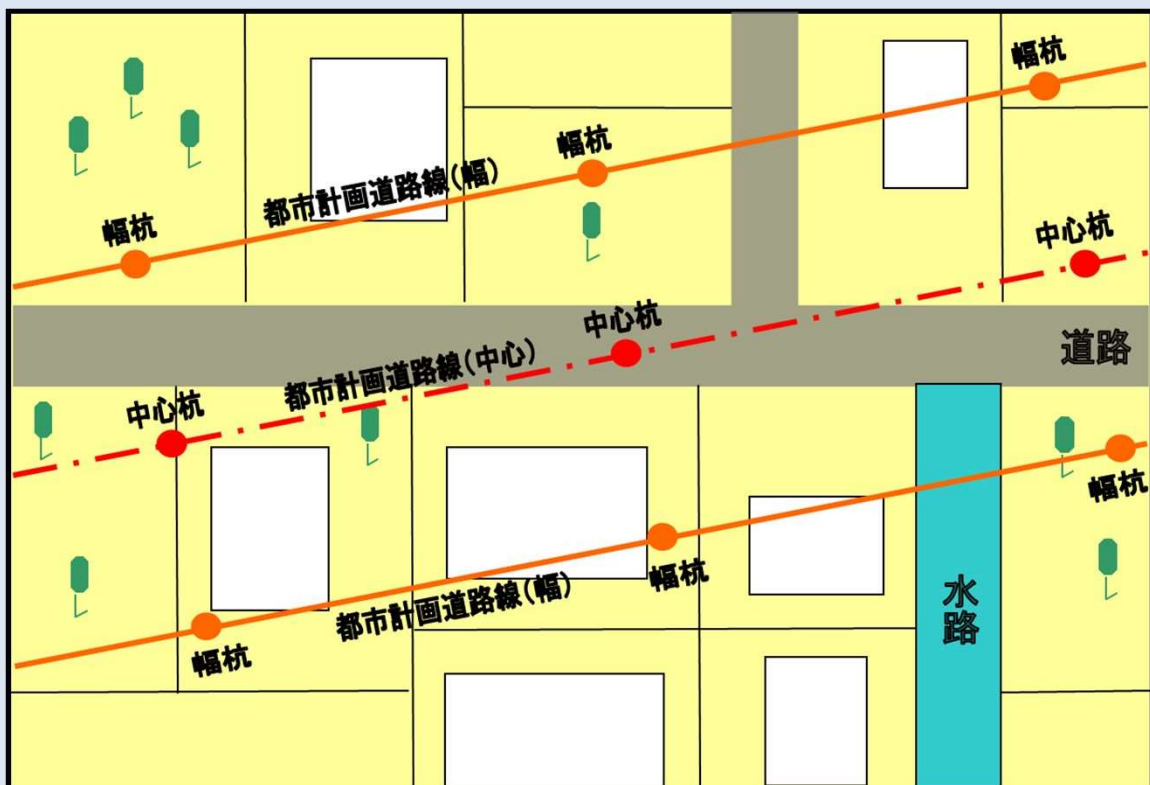 幅杭
幅杭
都市計画道路線(幅)
幅杭
中心杭
中心杭
道路
都市計画道路線(中心)
中心杭
幅杭
幅杭
都市計画道路線(幅)
水路
幅杭